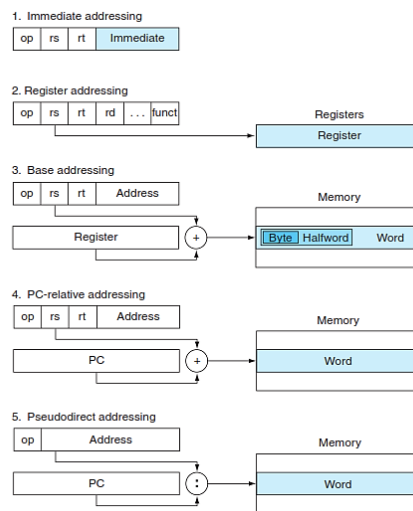 1. Immediate addressing
op rs rt Immediate
2. Register addressing
op rs rt rd ... funct
Registers
Register
3. Base addressing
op rs rt Address
Memory
Register + Byte Halfword Word
4. PC-relative addressing
op rs rt Address
Memory
PC + Word
5. Pseudodirect addressing
op Address
Memory
PC : Word